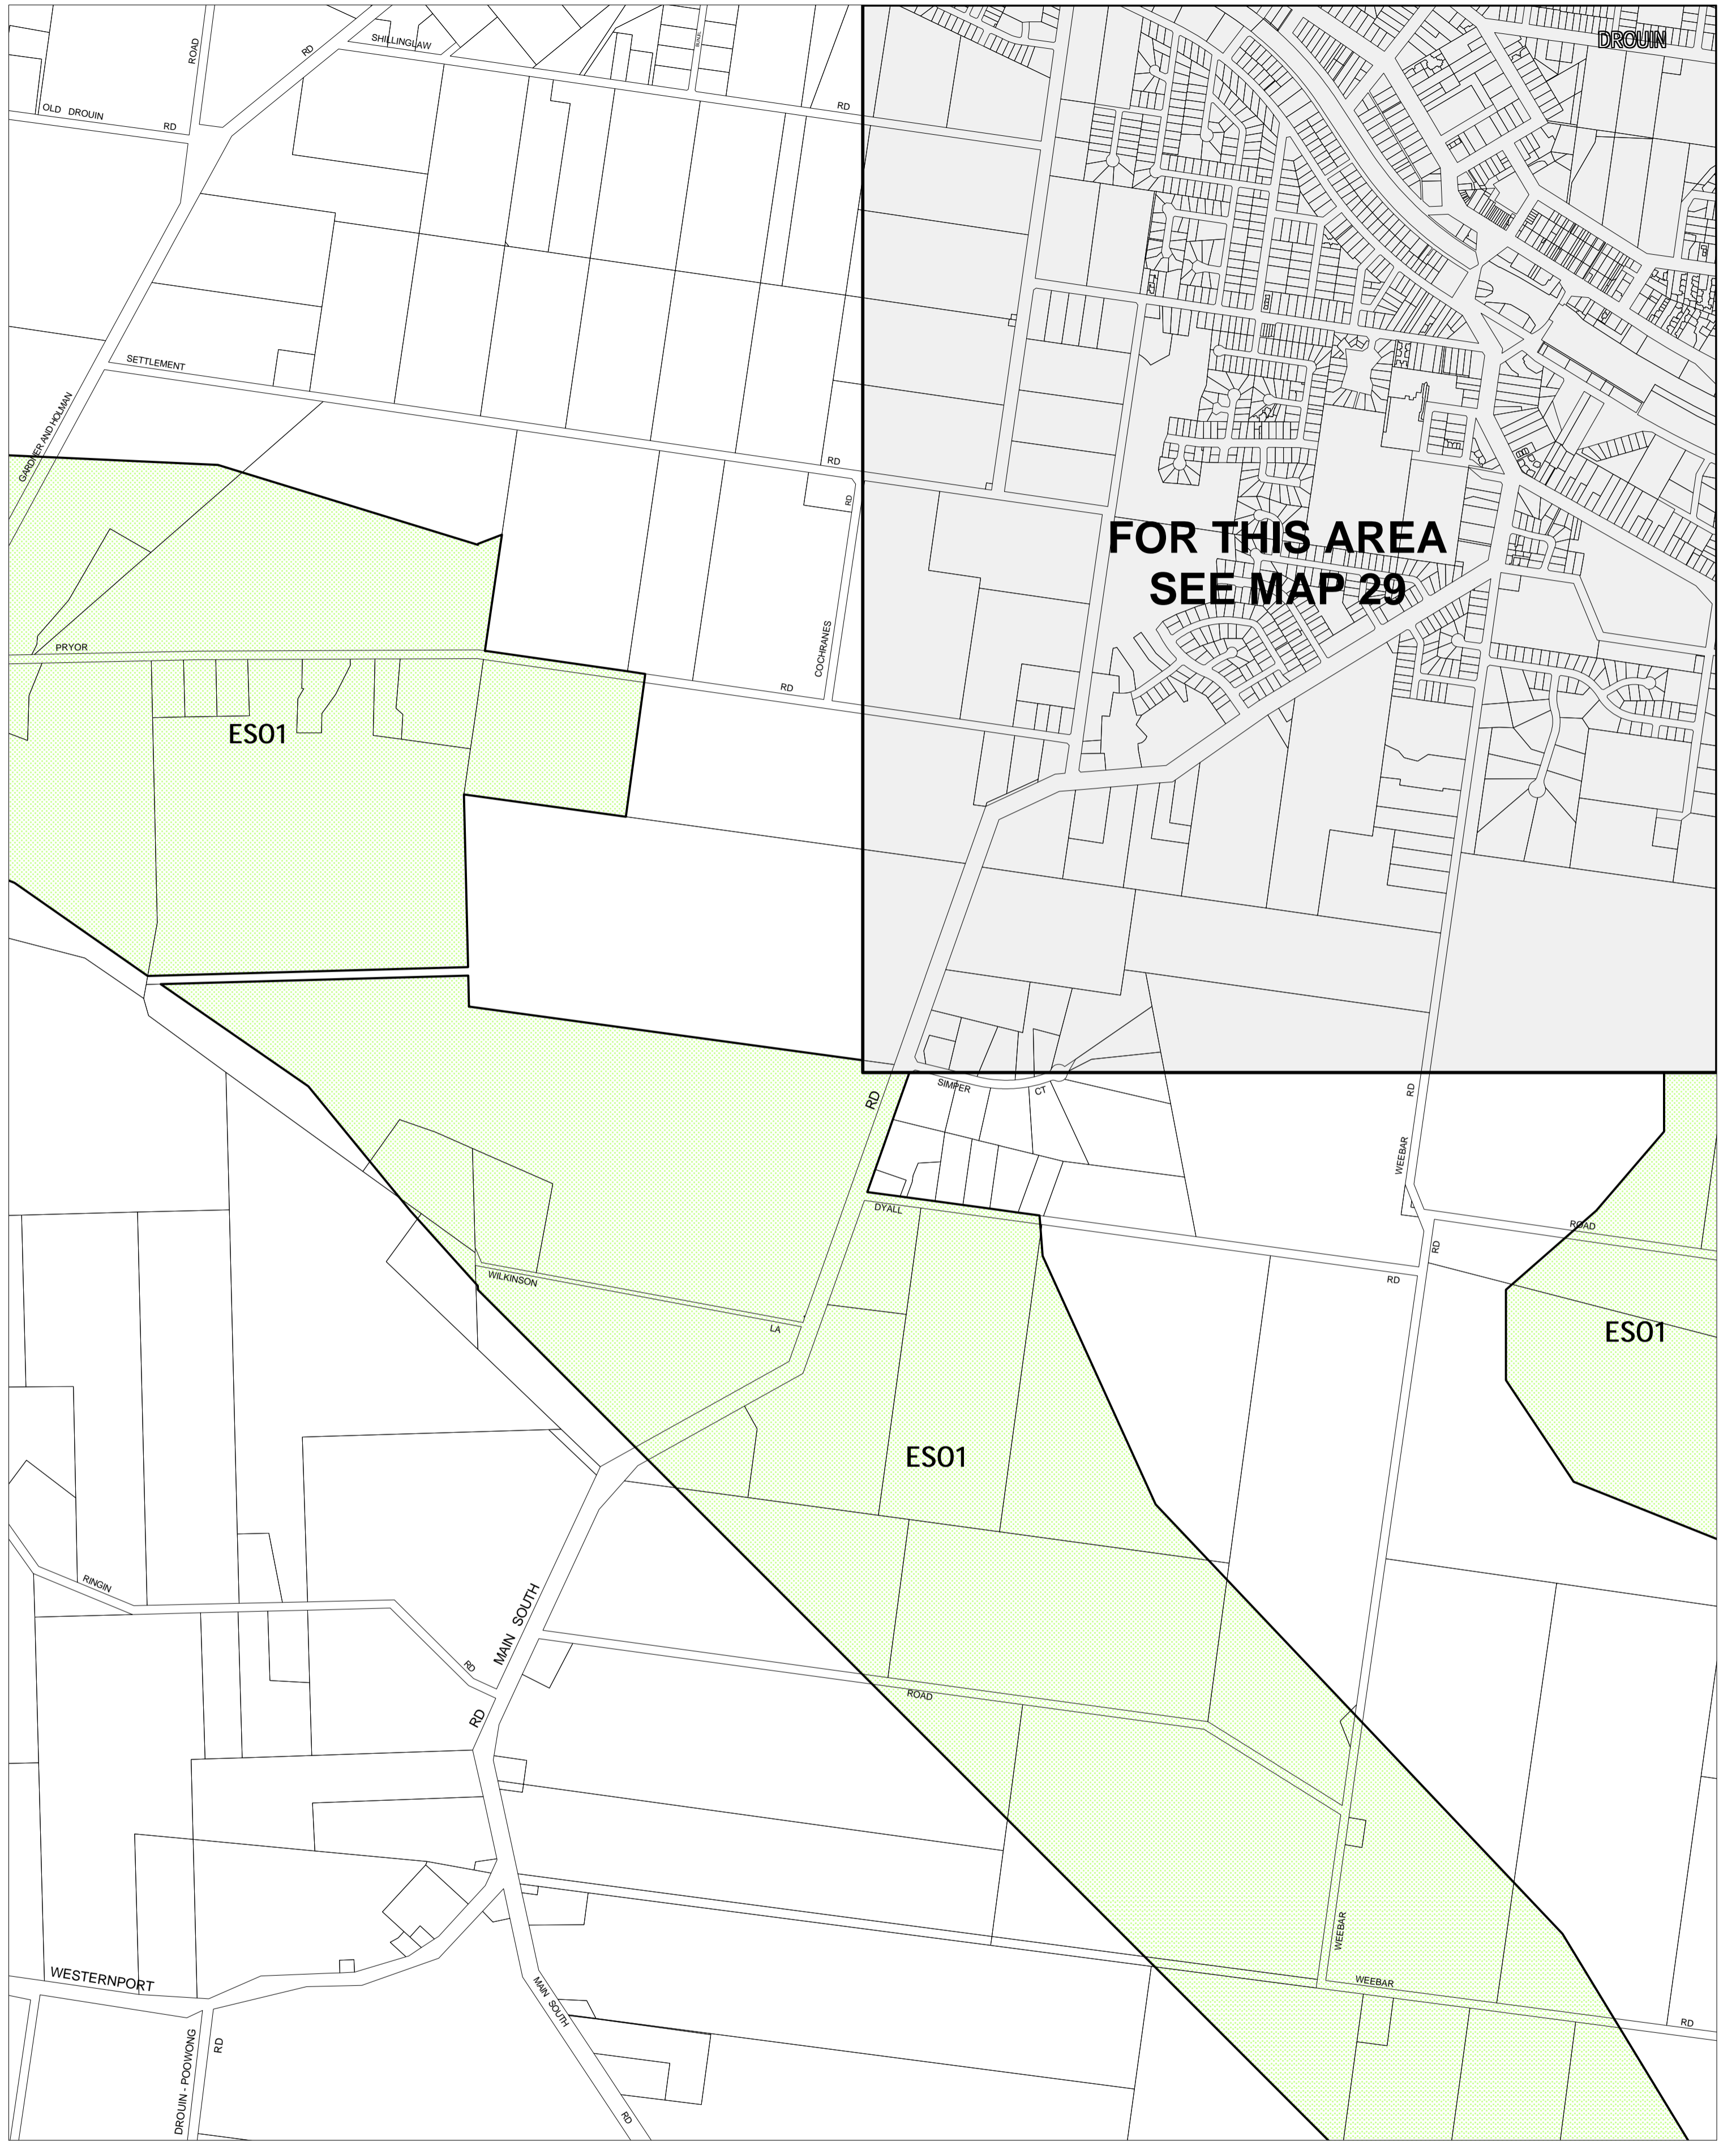 SHILLINGLAW
ROAD
RD
DROUIN
OLD DROUIN
RD
RD
SETTLEMENT
GARDNER AND HOLMAN
RD
RD
FOR THIS AREA
SEE MAP 29
PRYOR
COCHRANES
RD
ESO1
SIMPER
CT
RD
RD
WEEBAR
DYALL
ROAD
RD
RD
WILKINSON
LA
ESO1
ESO1
RINGIN
MAIN SOUTH
RD
ROAD
RD
WEEBAR
WESTERNPORT
WEEBAR
MAIN SOUTH
RD
DROUIN - POOWONG
RD
RD